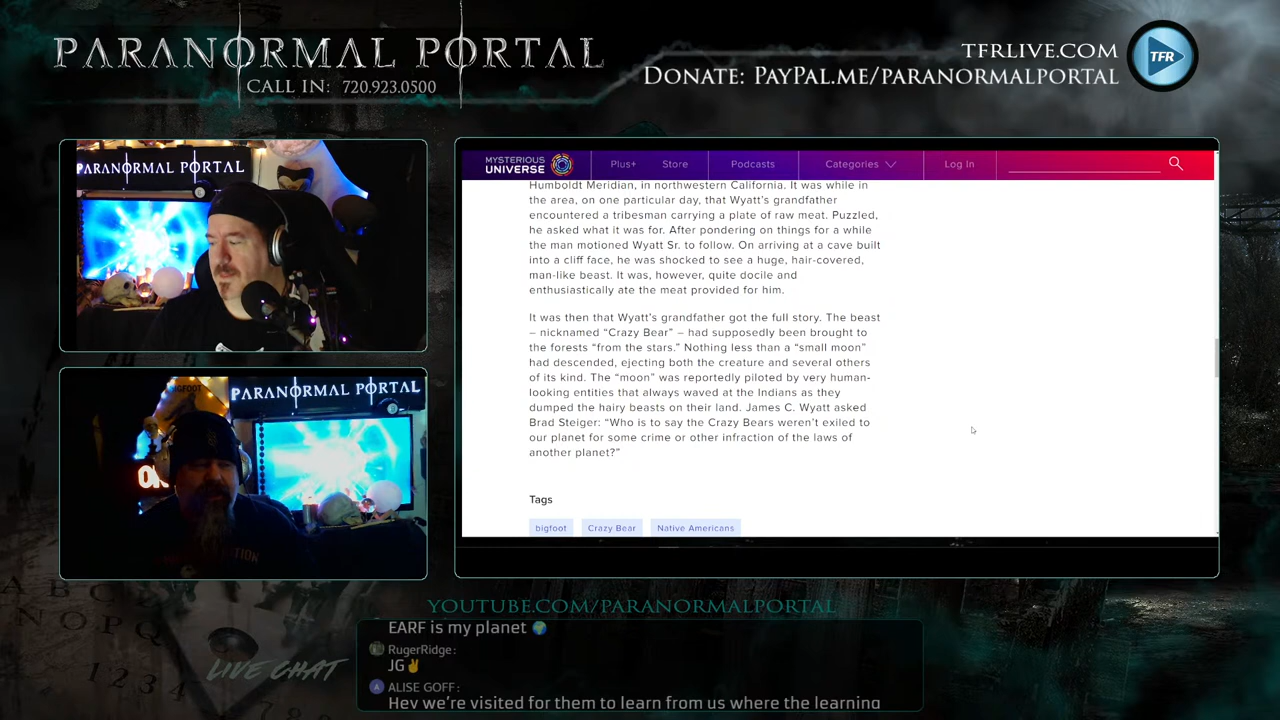 PARANORMAL PORTAL
CALL IN: 720.923.0500
TFRLIVE.COM
DONATE: PAYPAL.ME/PARANORMALPORTAL
TFR
PARANORMAL PORTAL
BIGFOOT
PARANORMAL PORTAL
MYSTERIOUS
UNIVERSE
Plus+ Store Podcasts Categories Log In
Humboldt Meridian, in northwestern California. It was while in
the area, on one particular day, that Wyatt's grandfather
encountered a tribesman carrying a plate of raw meat. Puzzled,
he asked what it was for. After pondering on things for a while
the man motioned Wyatt Sr. to follow. On arriving at a cave built
into a cliff face, he was shocked to see a huge, hair-covered,
man-like beast. It was, however, quite docile and
enthusiastically ate the meat provided for him.
It was then that Wyatt's grandfather got the full story. The beast
– nicknamed “Crazy Bear” – had supposedly been brought to
the forests “from the stars.” Nothing less than a “small moon”
had descended, ejecting both the creature and several others
of its kind. The “moon” was reportedly piloted by very human-
looking entities that always waved at the Indians as they
dumped the hairy beasts on their land. James C. Wyatt asked
Brad Steiger: “Who is to say the Crazy Bears weren't exiled to
our planet for some crime or other infraction of the laws of
another planet?”
Tags
bigfoot Crazy Bear Native Americans
YOUTUBE.COM/PARANORMALPORTAL
LIVE CHAT
EARF is my planet 🌍
RugerRidge:
JG✌
A ALISE GOFF:
Hey we're visited for them to learn from us where the learning